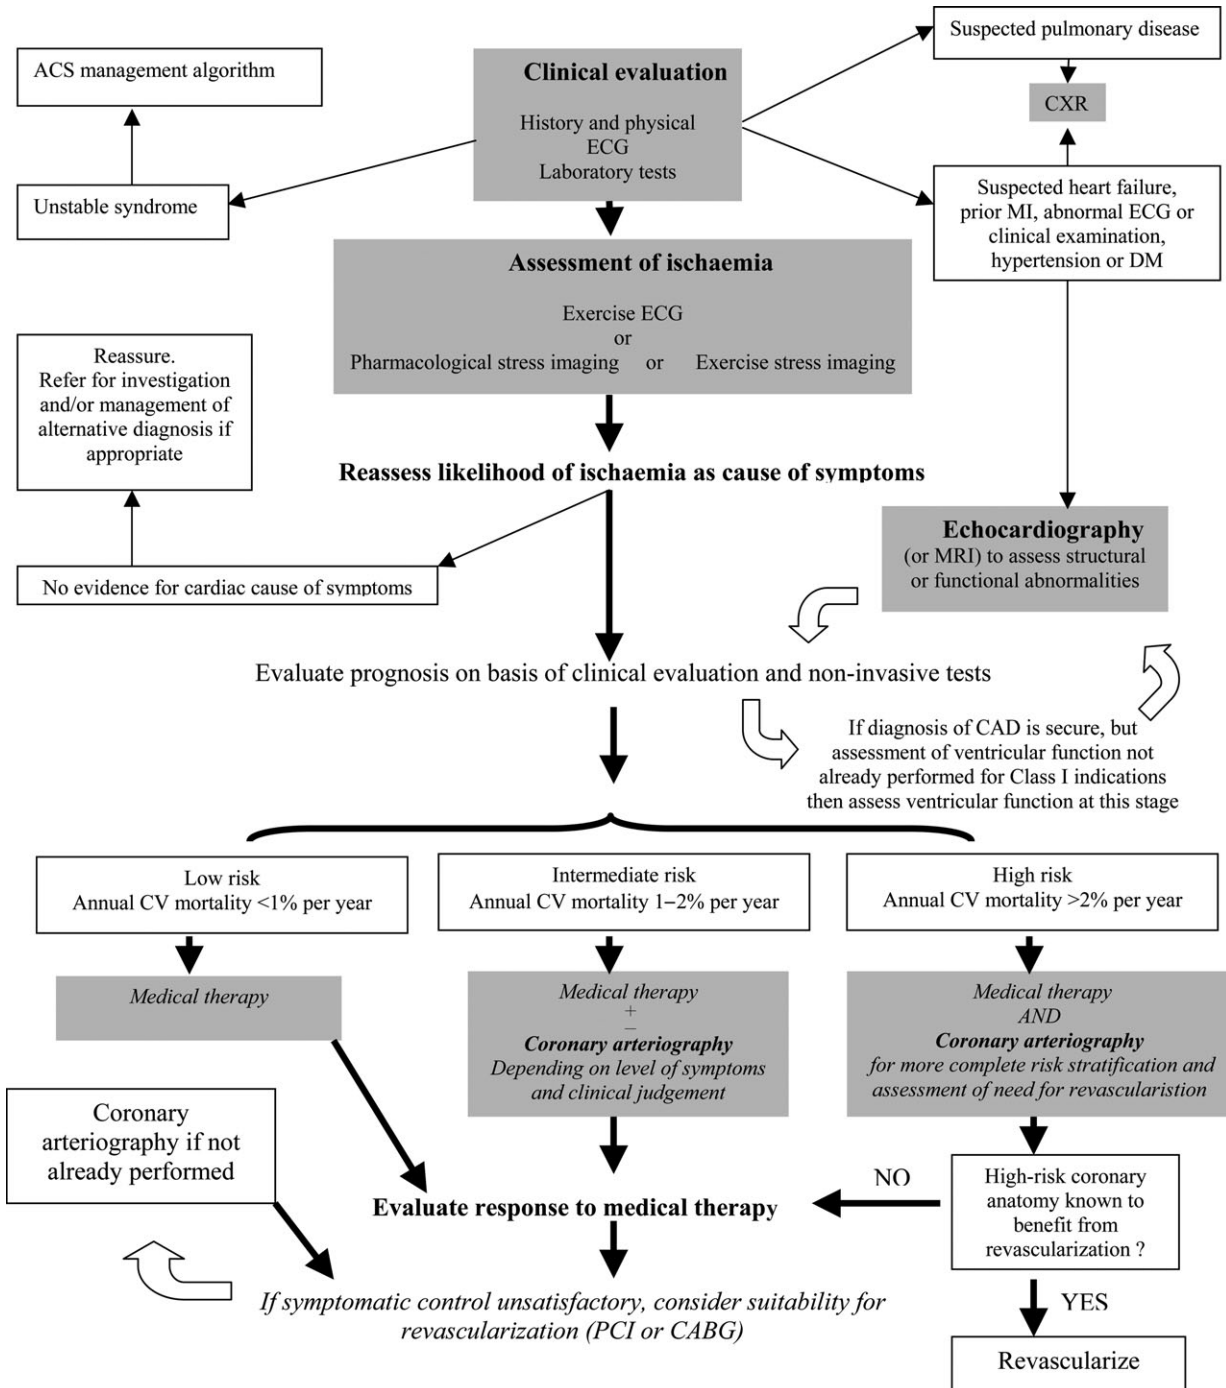 Suspected pulmonary disease
ACS management algorithm
Clinical evaluation
CXR
History and physical
ECG
Laboratory tests
Unstable syndrome
Suspected heart failure,
prior MI, abnormal ECG or
clinical examination,
hypertension or DM
Assessment of ischaemia
Exercise ECG
or
Pharmacological stress imaging or Exercise stress imaging
Reassure.
Refer for investigation
and/or management of
alternative diagnosis if
appropriate
Reassess likelihood of ischaemia as cause of symptoms
Echocardiography
(or MRI) to assess structural
or functional abnormalities
No evidence for cardiac cause of symptoms
Evaluate prognosis on basis of clinical evaluation and non-invasive tests
If diagnosis of CAD is secure, but
assessment of ventricular function not
already performed for Class I indications
then assess ventricular function at this stage
Low risk
Annual CV mortality <1% per year
Intermediate risk
Annual CV mortality 1–2% per year
High risk
Annual CV mortality >2% per year
Medical therapy
Medical therapy
+
–
Coronary arteriography
Depending on level of symptoms
and clinical judgement
Medical therapy
AND
Coronary arteriography
for more complete risk stratification and
assessment of need for revascularistion
Coronary
arteriography if not
already performed
Evaluate response to medical therapy
NO
High-risk coronary
anatomy known to
benefit from
revascularization ?
If symptomatic control unsatisfactory, consider suitability for
revascularization (PCI or CABG)
YES
Revascularize